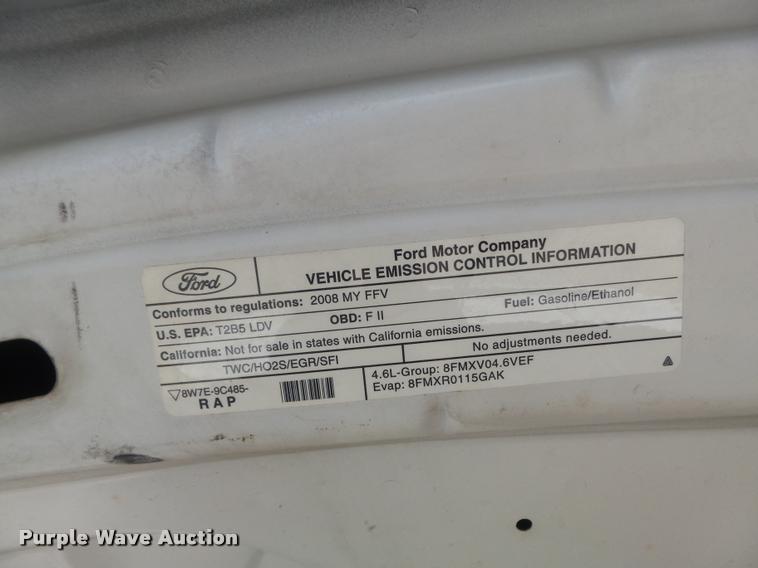 Ford
Ford Motor Company
VEHICLE EMISSION CONTROL INFORMATION
Conforms to regulations: 2008 MY FFV
U.S. EPA: T2B5 LDV OBD: F II Fuel: Gasoline/Ethanol
California: Not for sale in states with California emissions.
TWC/HO2S/EGR/SFI No adjustments needed.
8W7E-9C485-
RAP
4.6L-Group: 8FMXV04.6VEF
Evap: 8FMXR0115GAK
Purple Wave Auction